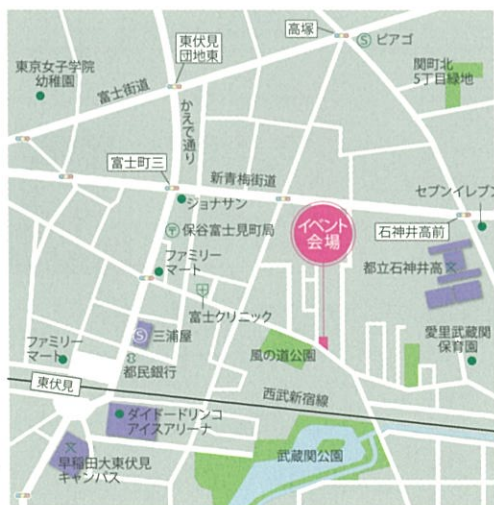 高塚
ピアゴ
東伏見
団地東
東京女子学院
幼稚園
関町北
5丁目緑地
富士街道
かえで通り
富士町三
新青梅街道
セブンイレブン
ジョナサン
イベント
会場
石神井高前
保谷富士見町局
ファミリー
マート
都立石神井高
富士クリニック
三浦屋
ファミリー
マート
風の道公園
愛里武蔵関
保育園
都民銀行
東伏見
西武新宿線
ダイドードリンコ
アイスアリーナ
武蔵関公園
早稲田大東伏見
キャンパス